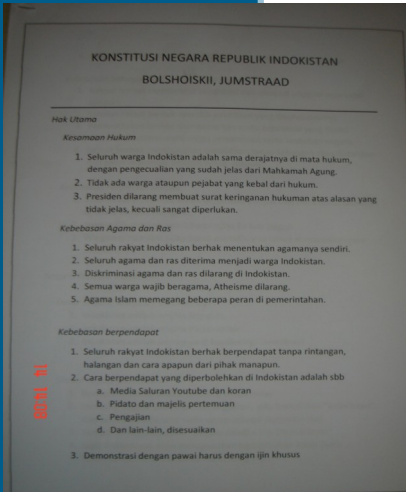 KONSTITUSI NEGARA REPUBLIK INDOKISTAN
BOLSHOISKII, JUMSTRAAD
Hak Utama
Kesamaan Hukum
1. Seluruh warga Indokistan adalah sama derajatnya di mata hukum,
dengan pengecualian yang sudah jelas dari Mahkamah Agung.
2. Tidak ada warga ataupun pejabat yang kebal dari hukum.
3. Presiden dilarang membuat surat keringanan hukuman atas alasan yang
tidak jelas, kecuali sangat diperlukan.
Kebebasan Agama dan Ras
1. Seluruh rakyat Indokistan berhak menentukan agamanya sendiri.
2. Seluruh agama dan ras diterima menjadi warga Indokistan.
3. Diskriminasi agama dan ras dilarang di Indokistan.
4. Semua warga wajib beragama, Atheisme dilarang.
5. Agama Islam memegang beberapa peran di pemerintahan.
Kebebasan berpendapat
1. Seluruh rakyat Indokistan berhak berpendapat tanpa rintangan,
halangan dan cara apapun dari pihak manapun.
2. Cara berpendapat yang diperbolehkan di Indokistan adalah sbb
a. Media Saluran Youtube dan koran
b. Pidato dan majelis pertemuan
c. Pengajian
d. Dan lain-lain, disesuaikan
3. Demonstrasi dengan pawai harus dengan ijin khusus